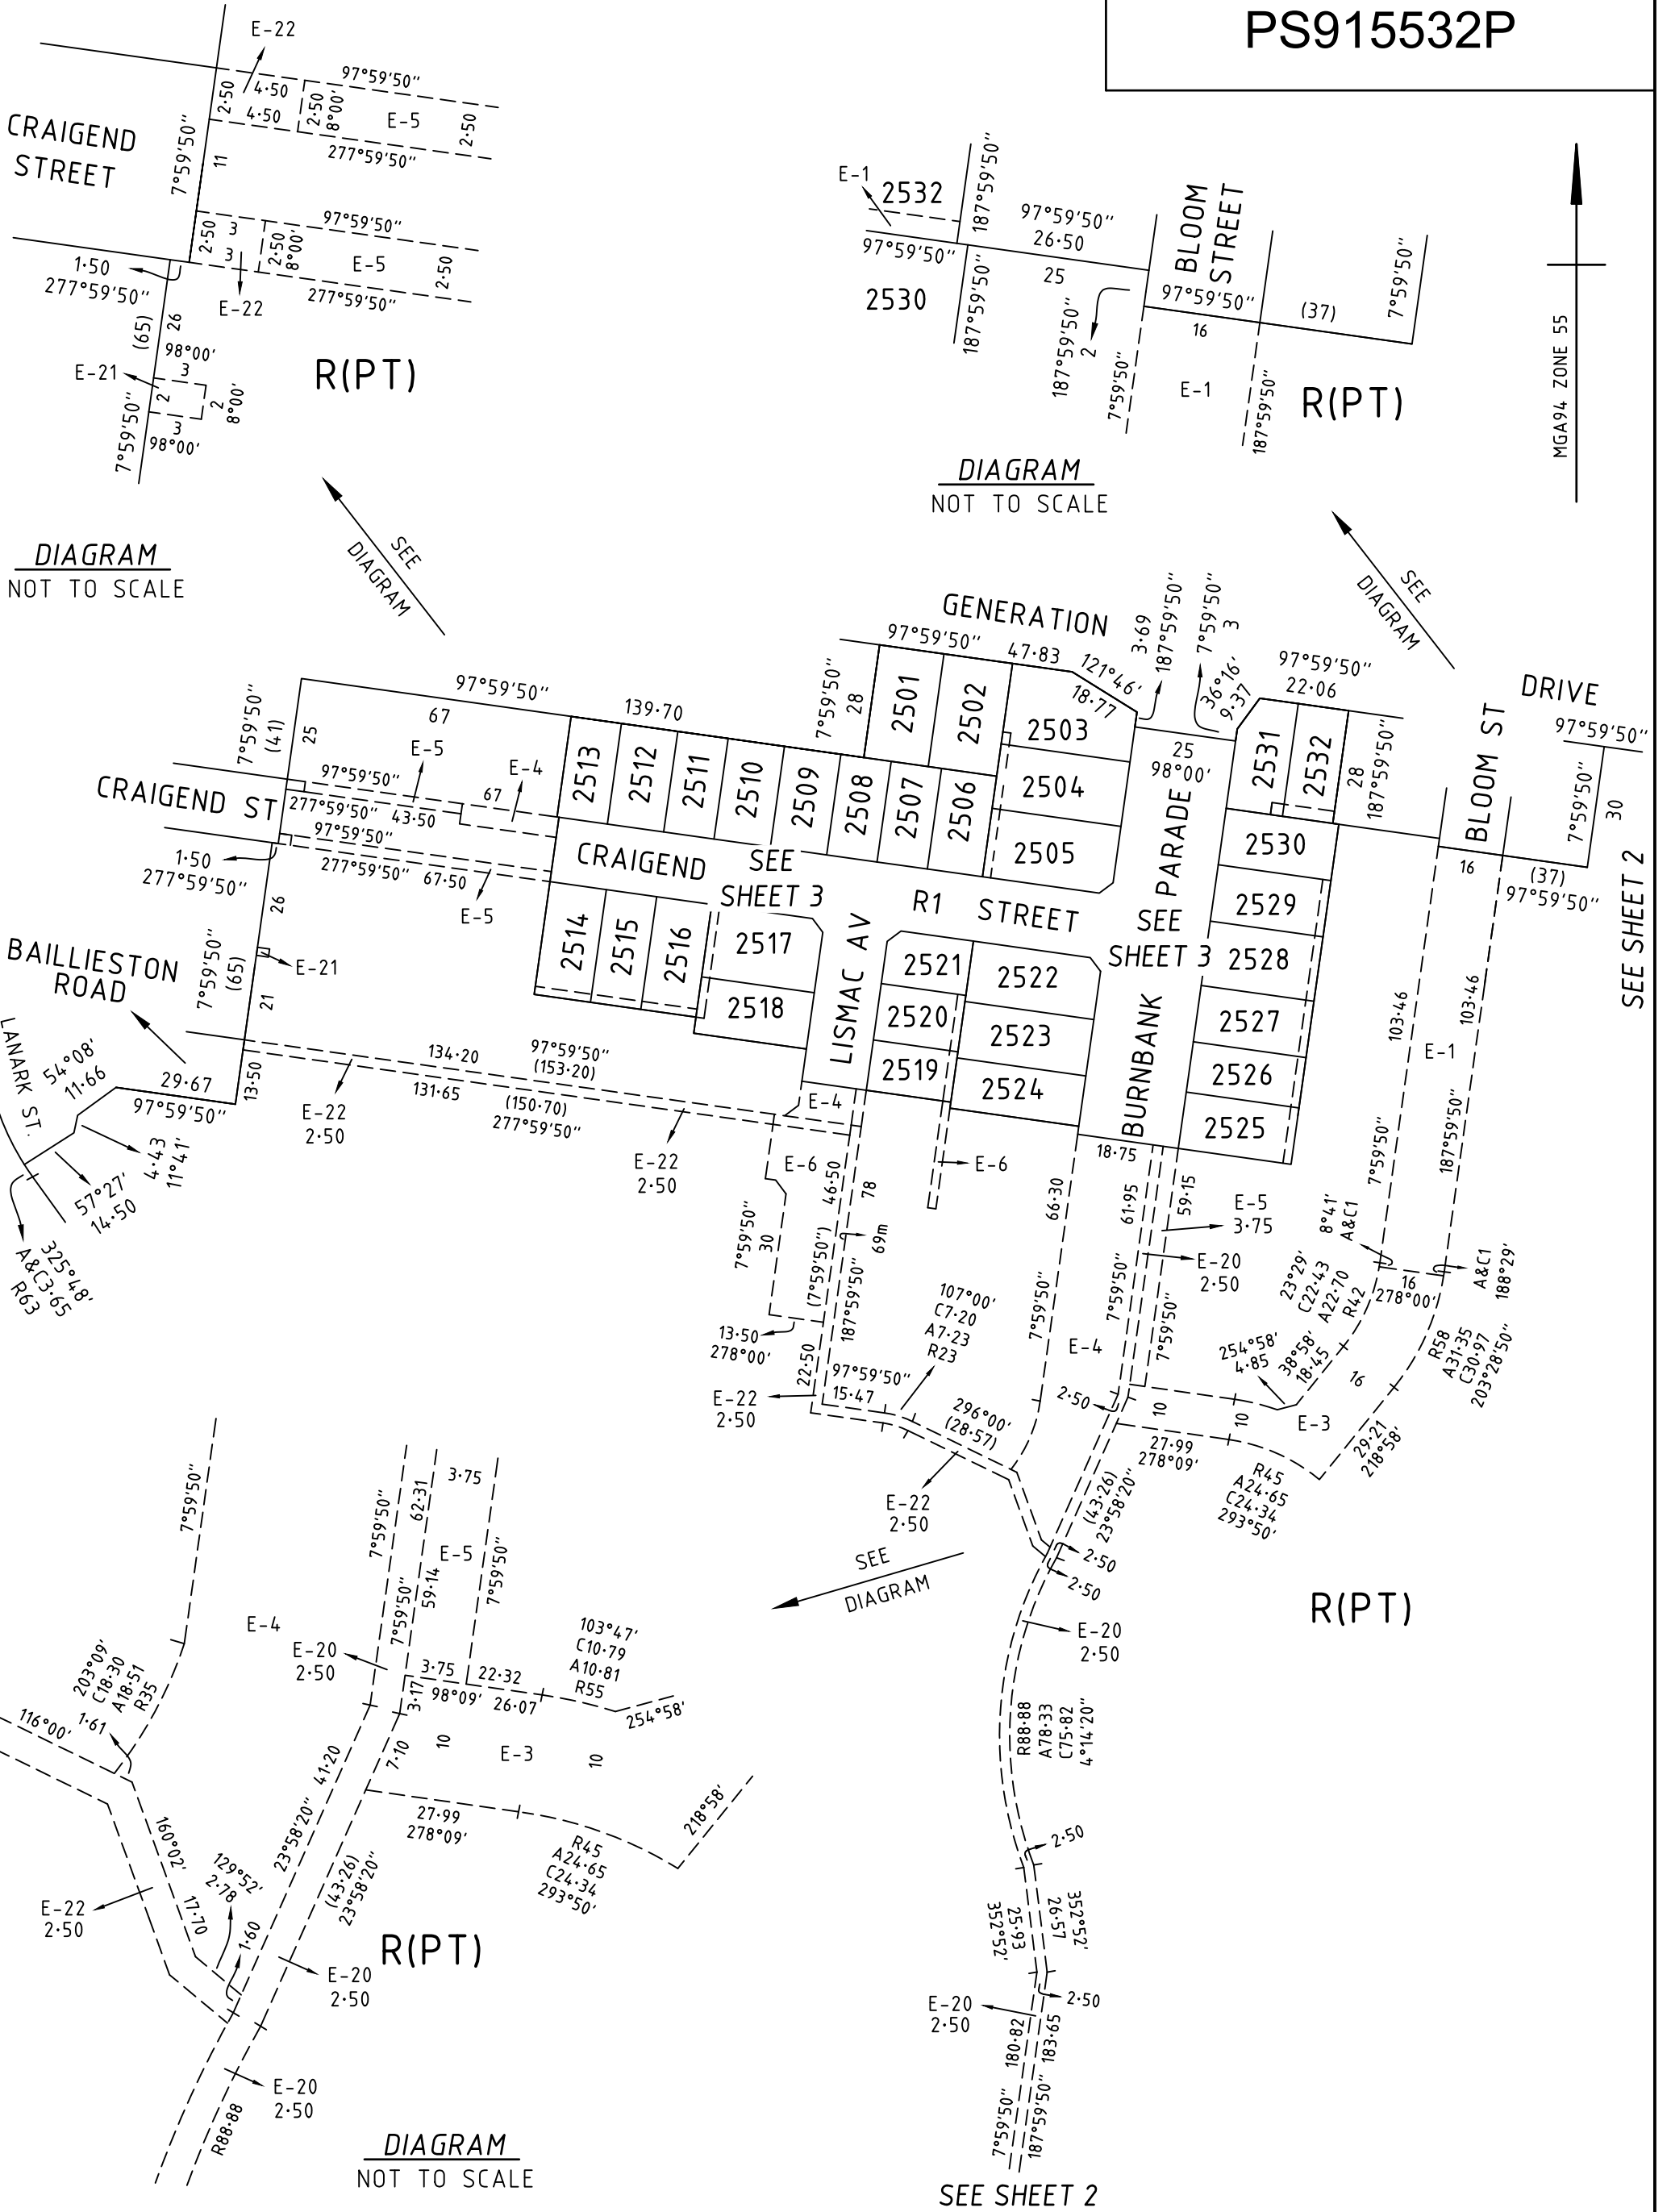 PS915532P
E-22
97°59'50"
2·50
4·50
4·50
2·50
8°00'
E-5
2·50
277°59'50"
CRAIGEND
STREET
7°59'50"
11
2·50
3
3
2·50
8°00'
97°59'50"
E-5
2·50
277°59'50"
E-22
1·50
277°59'50"
(65)
26
98°00'
3
E-21
2
2
8°00'
3
98°00'
7°59'50"
R(PT)
DIAGRAM
NOT TO SCALE
SEE
DIAGRAM
E-1
2532
187°59'50"
97°59'50"
26·50
97°59'50"
2530
187°59'50"
25
187°59'50"
2
BLOOM
STREET
97°59'50"
16
(37)
7°59'50"
7°59'50"
E-1
187°59'50"
R(PT)
DIAGRAM
NOT TO SCALE
MGA94 ZONE 55
SEE
DIAGRAM
GENERATION
97°59'50"
47·83
121°46'
18·77
3·69
187°59'50"
7°59'50"
3
36°16'
9·37
97°59'50"
22·06
DRIVE
97°59'50"
7°59'50"
30
BLOOM ST
97°59'50"
139·70
67
7°59'50"
(41)
25
7°59'50"
28
2501
2502
2503
2504
2505
2506
2507
2508
2509
2510
2511
2512
2513
25
98°00'
2531
2532
28
187°59'50"
CRAIGEND ST
97°59'50"
E-5
67
E-4
277°59'50"
43·50
97°59'50"
277°59'50"
67·50
E-5
1·50
277°59'50"
26
CRAIGEND
SEE
SHEET 3
R1
STREET
SEE
SHEET 3
PARADE
BURNBANK
LISMAC AV
2514
2515
2516
2517
2518
2519
2520
2521
2522
2523
2524
2525
2526
2527
2528
2529
2530
16
(37)
97°59'50"
SEE SHEET 2
BAILLIESTON
ROAD
7°59'50"
(65)
E-21
21
LANARK ST.
54°08'
11·66
29·67
97°59'50"
13·50
4·43
11°41'
57°27'
14·50
325°48'
A&C3·65
R63
134·20
97°59'50"
(153·20)
131·65
(150·70)
277°59'50"
E-22
2·50
E-22
2·50
E-4
E-6
E-6
46·50
78
7°59'50"
30
(7°59'50")
69m
187°59'50"
13·50
278°00'
22·50
E-22
2·50
97°59'50"
15·47
107°00'
C7·20
A7·23
R23
296°00'
(28·57)
E-22
2·50
18·75
66·30
7°59'50"
61·95
59·15
7°59'50"
7°59'50"
E-5
3·75
E-20
2·50
E-4
103·46
103·46
E-1
7°59'50"
187°59'50"
8°41'
A&C1
16
278°00'
A&C1
188°29'
23°29'
C22·43
A22·70
R42
254°58'
4·85
38°58'
18·45
16
R58
A31·35
C30·97
203°28'50"
2·50
10
10
E-3
27·99
278°09'
29·21
218°58'
R45
A24·65
C24·34
293°50'
(43·26)
23°58'20"
2·50
2·50
SEE
DIAGRAM
R(PT)
E-20
2·50
R88·88
A78·33
C75·82
4°14'20"
2·50
352°52'
25·93
26·57
352°52'
2·50
E-20
2·50
180·82
183·65
7°59'50"
187°59'50"
SEE SHEET 2
7°59'50"
7°59'50"
62·31
3·75
E-5
7°59'50"
59·14
7°59'50"
E-4
E-20
2·50
103°47'
C10·79
A10·81
R55
3·75
22·32
98°09'
26·07
254°58'
3·17
203°09'
C18·30
A18·51
R35
116°00'
1·61
7·10
10
E-3
10
41·20
23°58'20"
27·99
278°09'
218°58'
R45
A24·65
C24·34
293°50'
160°02'
17·70
129°52'
2·78
1·60
(43·26)
23°58'20"
E-22
2·50
R(PT)
E-20
2·50
E-20
2·50
R88·88
DIAGRAM
NOT TO SCALE